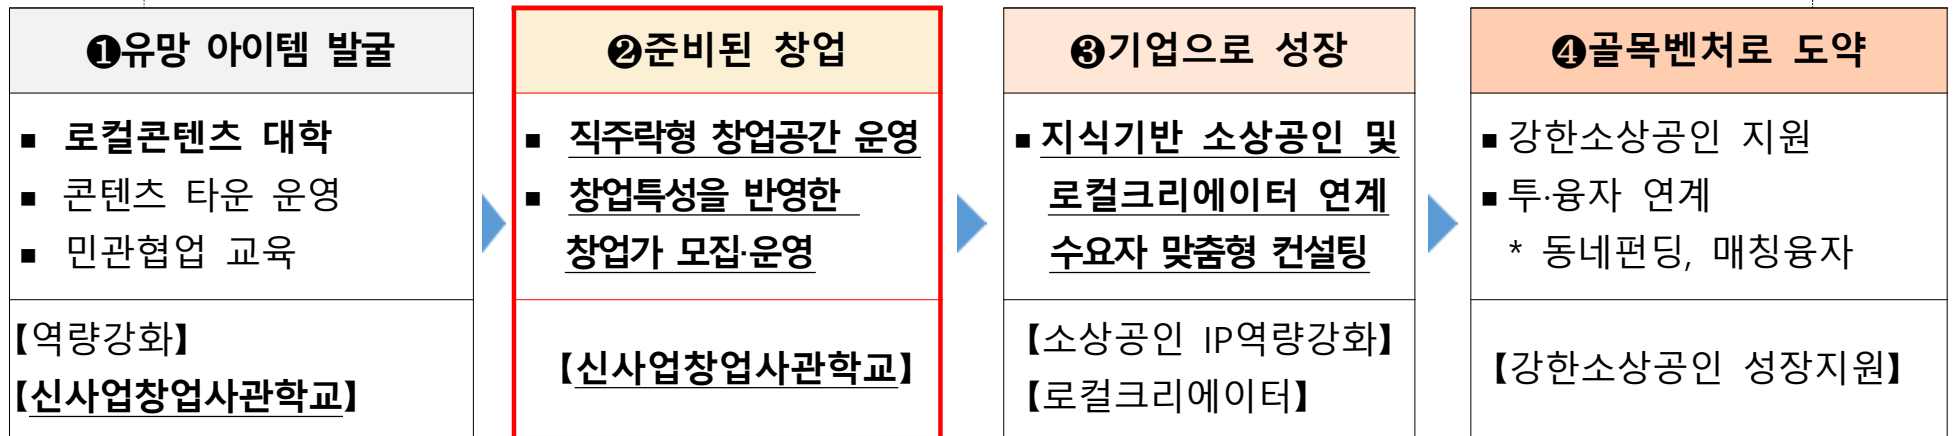 ❶유망 아이템 발굴
▪ 로컬콘텐츠 대학
▪ 콘텐츠 타운 운영
▪ 민관협업 교육
【역량강화】
【신사업창업사관학교】
❷준비된 창업
▪ 직주락형 창업공간 운영
▪ 창업특성을 반영한
창업가 모집·운영
【신사업창업사관학교】
❸기업으로 성장
▪ 지식기반 소상공인 및
로컬크리에이터 연계
수요자 맞춤형 컨설팅
【소상공인 IP역량강화】
【로컬크리에이터】
❹골목벤처로 도약
▪ 강한소상공인 지원
▪ 투·융자 연계
* 동네펀딩, 매칭융자
【강한소상공인 성장지원】